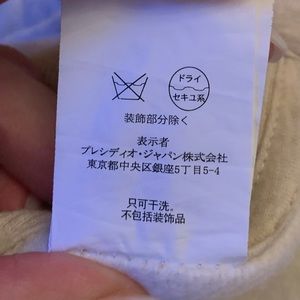 ドライ
セキユ系
装飾部分除く
表示者
プレシディオ・ジャパン株式会社
東京都中央区銀座5丁目5-4
只可干洗。
不包括装饰品